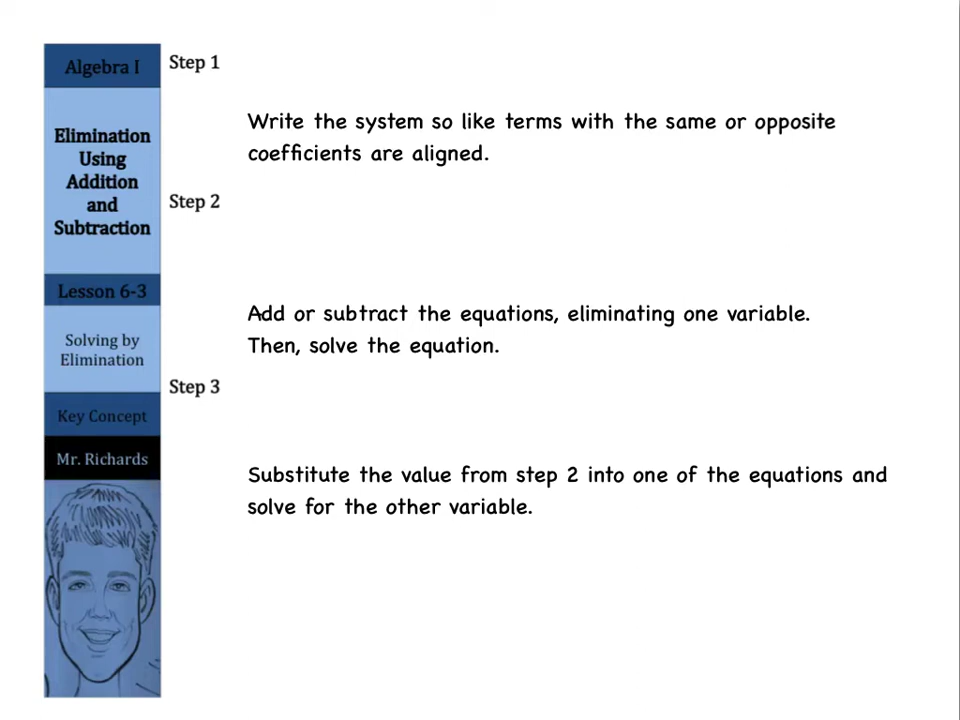 Algebra I
Elimination
Using
Addition
and
Subtraction
Lesson 6-3
Solving by
Elimination
Key Concept
Mr. Richards
Step 1
Write the system so like terms with the same or opposite
coefficients are aligned.
Step 2
Add or subtract the equations, eliminating one variable.
Then, solve the equation.
Step 3
Substitute the value from step 2 into one of the equations and
solve for the other variable.